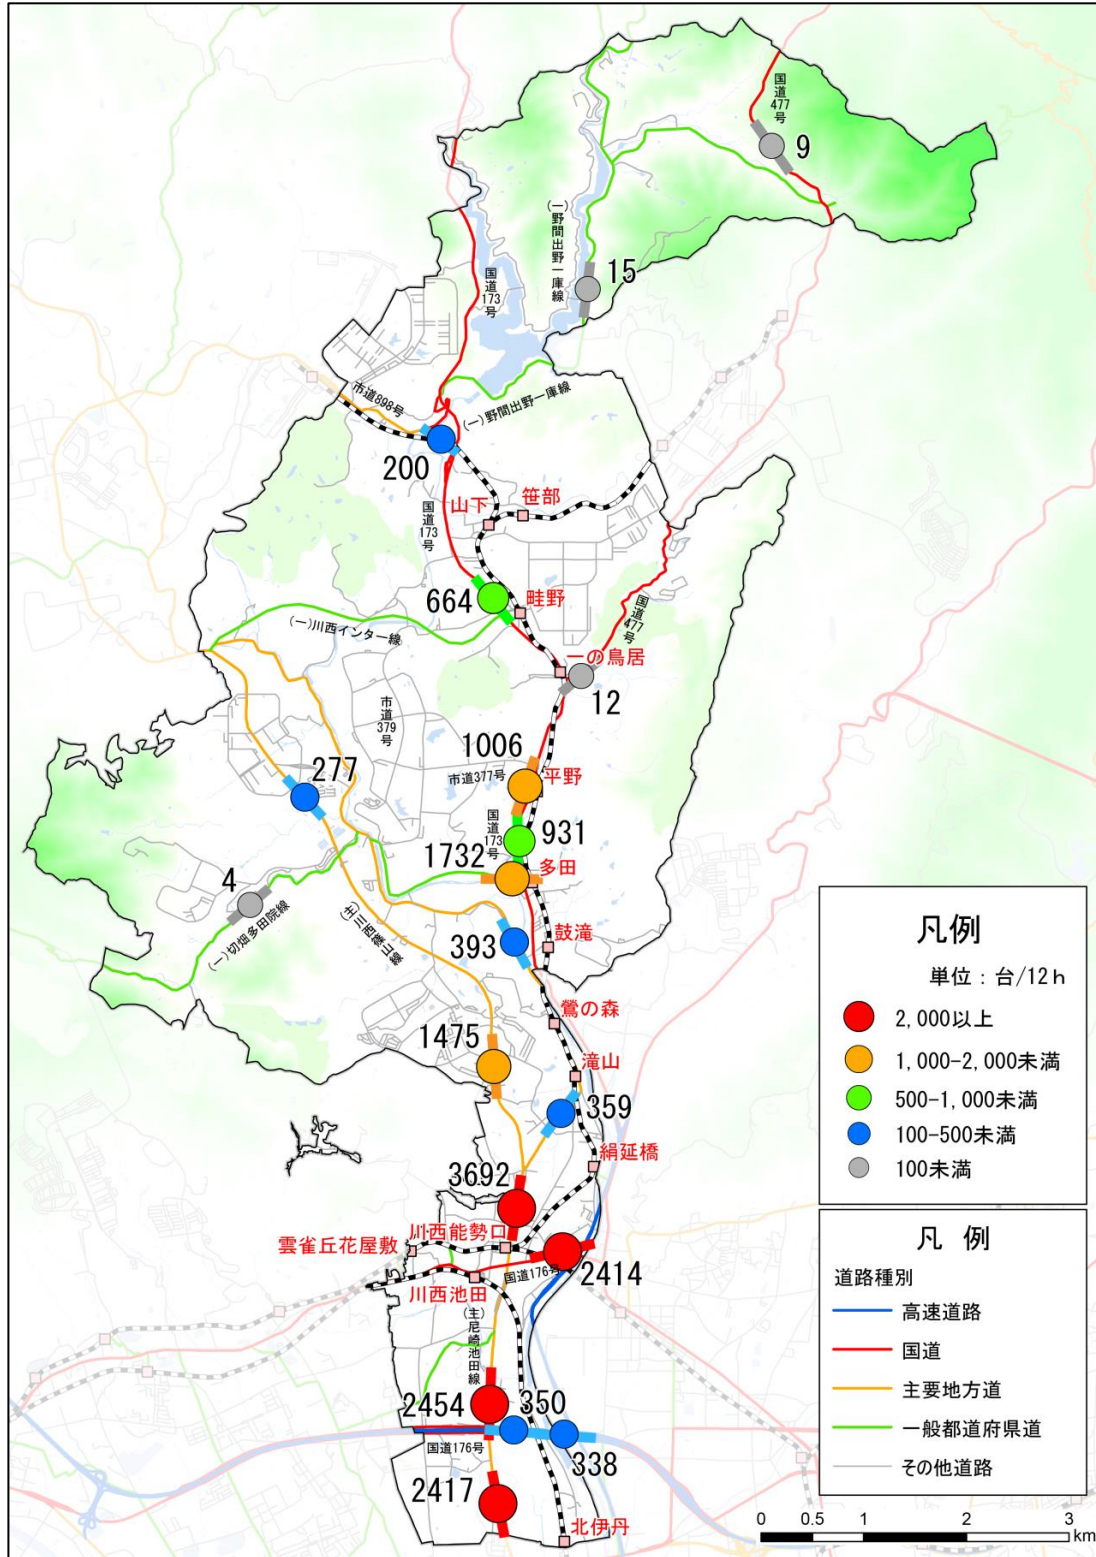 国道477号
9
(一)野間出野一庫線
15
国道173号
市道898号
(一)野間出野一庫線
200
山下
笹部
国道173号
664
畦野
国道477号
(一)川西インター線
一の鳥居
12
市道379号
1006
市道377号
平野
277
国道173号
931
1732
多田
4
(一)切畑多田院線
(主)川西篠山線
393
鼓滝
鶯の森
1475
滝山
359
絹延橋
3692
川西能勢口
雲雀丘花屋敷
国道176号
2414
川西池田
(主)尼崎池田線
2454
350
国道176号
338
2417
北伊丹
凡例
単位：台/12h
2,000以上
1,000-2,000未満
500-1,000未満
100-500未満
100未満
凡 例
道路種別
高速道路
国道
主要地方道
一般都道府県道
その他道路
0 0.5 1 2 3
km